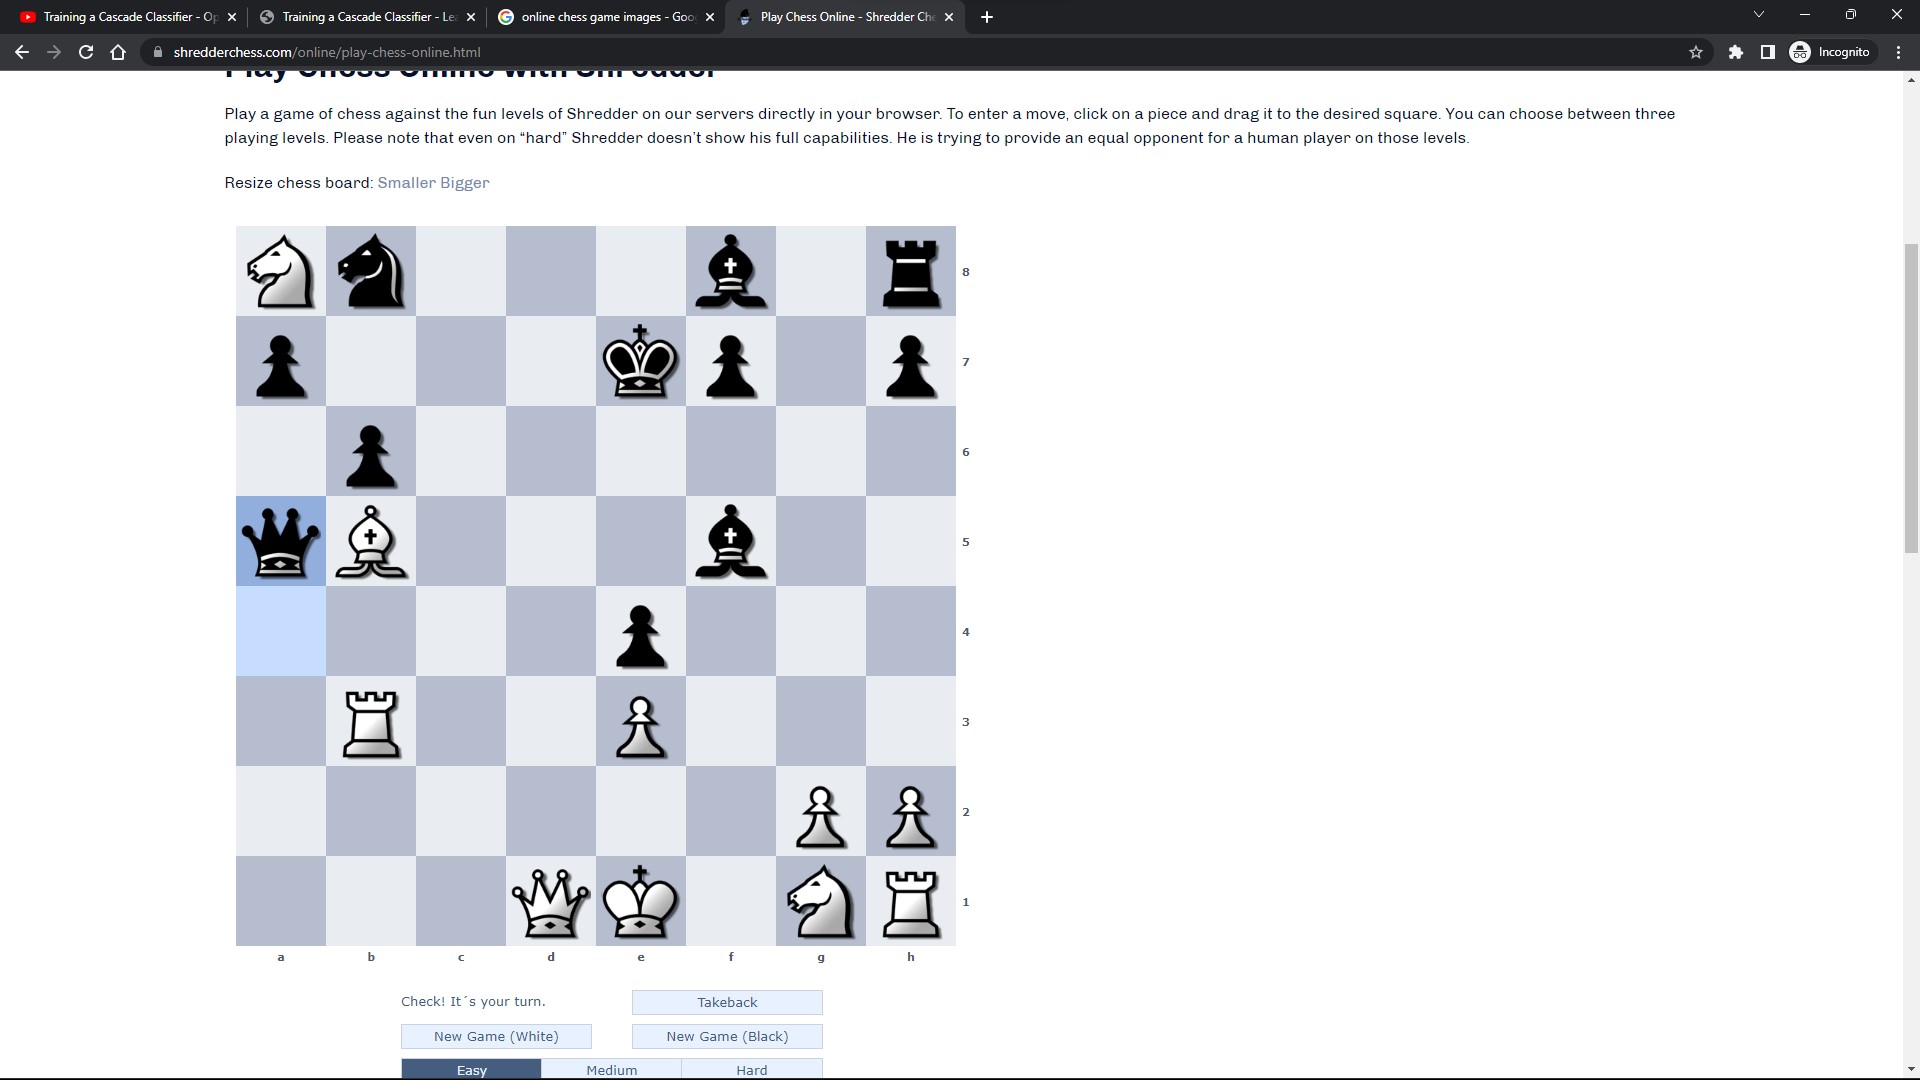 Training a Cascade Classifier - Op
Training a Cascade Classifier - Le
online chess game images - Goo
Play Chess Online - Shredder Che
shredderchess.com/online/play-chess-online.html
Incognito
Play Chess Online with Shredder
Play a game of chess against the fun levels of Shredder on our servers directly in your browser. To enter a move, click on a piece and drag it to the desired square. You can choose between three
playing levels. Please note that even on “hard” Shredder doesn’t show his full capabilities. He is trying to provide an equal opponent for a human player on those levels.
Resize chess board: Smaller Bigger
8
7
6
5
4
3
2
1
a b c d e f g h
Check! It´s your turn.
Takeback
New Game (White)
New Game (Black)
Easy
Medium
Hard